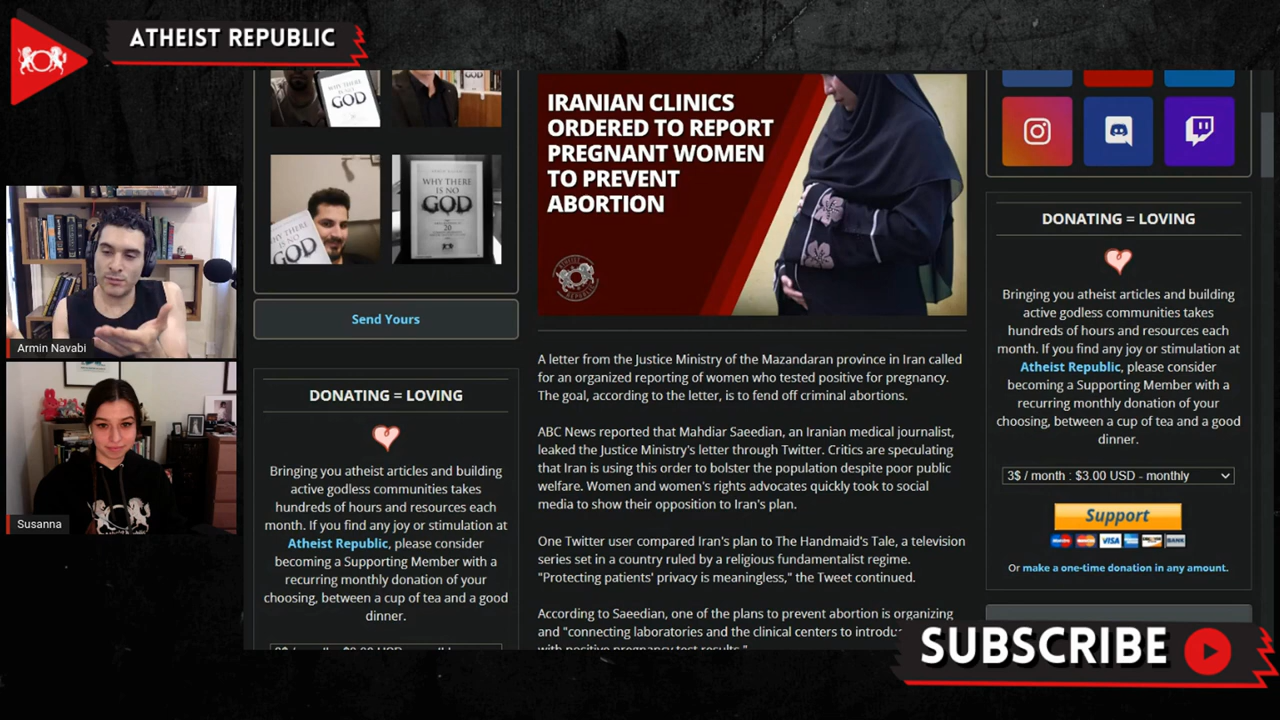 ATHEIST REPUBLIC
WHY THERE
IS NO
GOD
GOD
WHY THERE
IS NO
GOD
WHY THERE
IS NO
GOD
20
Send Yours
DONATING = LOVING
Bringing you atheist articles and building
active godless communities takes
hundreds of hours and resources each
month. If you find any joy or stimulation at
Atheist Republic, please consider
becoming a Supporting Member with a
recurring monthly donation of your
choosing, between a cup of tea and a good
dinner.
IRANIAN CLINICS
ORDERED TO REPORT
PREGNANT WOMEN
TO PREVENT
ABORTION
A letter from the Justice Ministry of the Mazandaran province in Iran called
for an organized reporting of women who tested positive for pregnancy.
The goal, according to the letter, is to fend off criminal abortions.
ABC News reported that Mahdiar Saeedian, an Iranian medical journalist,
leaked the Justice Ministry's letter through Twitter. Critics are speculating
that Iran is using this order to bolster the population despite poor public
welfare. Women and women's rights advocates quickly took to social
media to show their opposition to Iran's plan.
One Twitter user compared Iran's plan to The Handmaid's Tale, a television
series set in a country ruled by a religious fundamentalist regime.
"Protecting patients' privacy is meaningless," the Tweet continued.
According to Saeedian, one of the plans to prevent abortion is organizing
and "connecting laboratories and the clinical centers to
with positive pregnancy test results."
DONATING = LOVING
Bringing you atheist articles and building
active godless communities takes
hundreds of hours and resources each
month. If you find any joy or stimulation at
Atheist Republic, please consider
becoming a Supporting Member with a
recurring monthly donation of your
choosing, between a cup of tea and a good
dinner.
3$ / month : $3.00 USD - monthly
Support
VISA
BANK
Or make a one-time donation in any amount.
Armin Navabi
Susanna
SUBSCRIBE